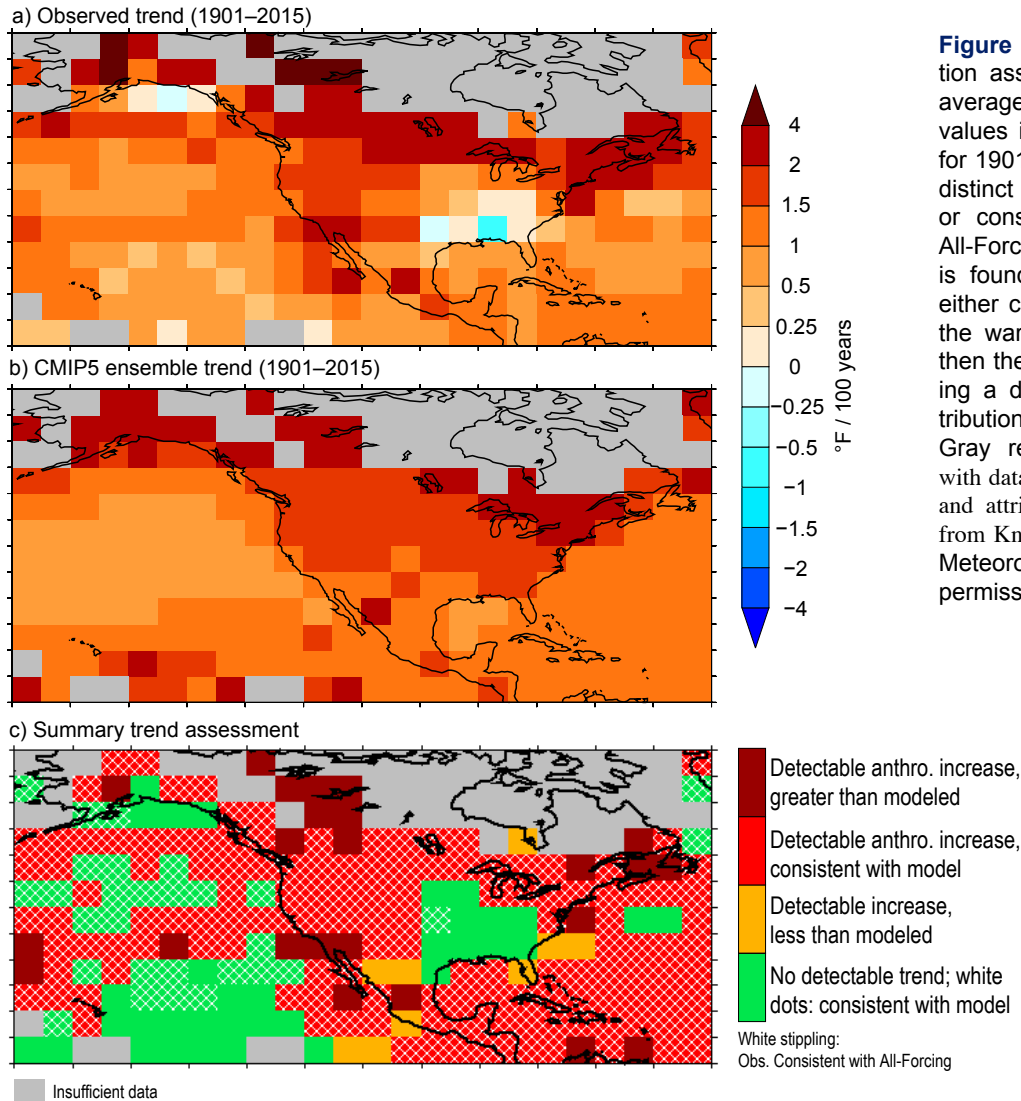 a) Observed trend (1901–2015)
4
2
1.5
1
0.5
0.25
0
−0.25
−0.5
−1
−1.5
−2
−4
°F / 100 years
b) CMIP5 ensemble trend (1901–2015)
c) Summary trend assessment
Detectable anthro. increase,
greater than modeled
Detectable anthro. increase,
consistent with model
Detectable increase,
less than modeled
No detectable trend; white
dots: consistent with model
White stippling:
Obs. Consistent with All-Forcing
Insufficient data
Figure
tion ass
average
values i
for 1901
distinct
or cons
All-Forc
is foun
either c
the war
then the
ing a d
tribution
Gray re
with data
and attri
from Kn
Meteoro
permiss